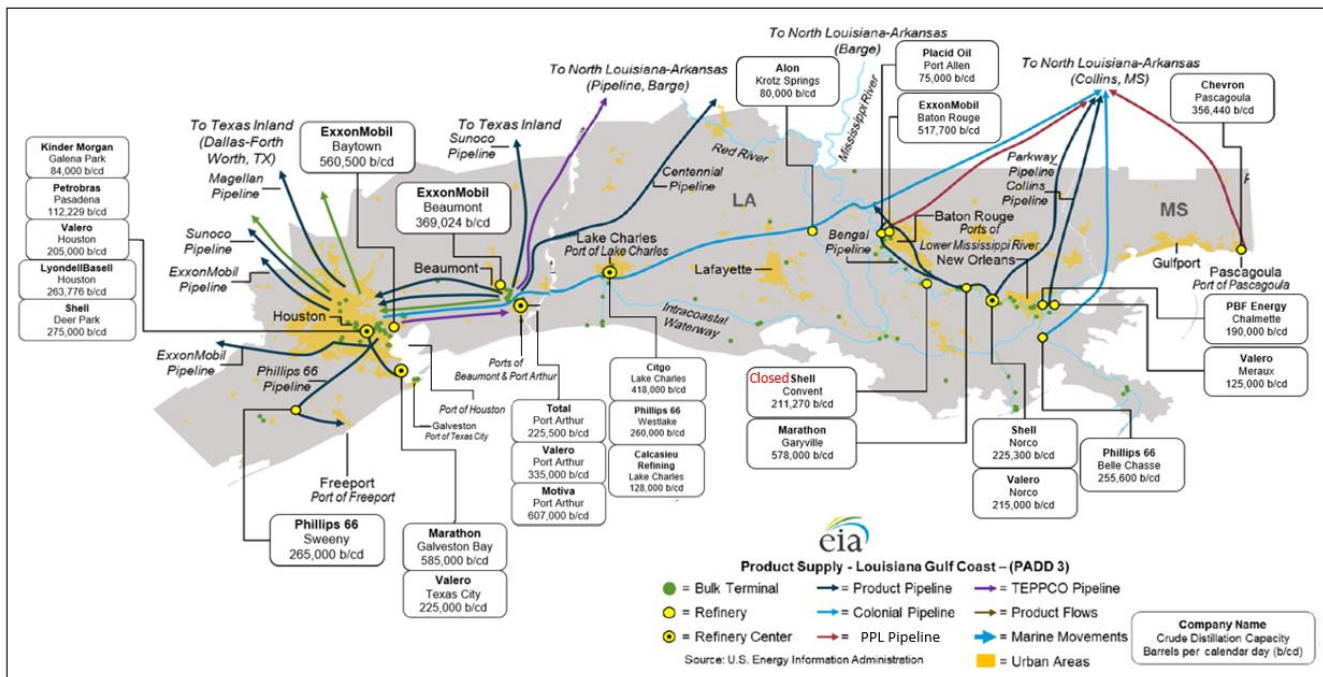 To North Louisiana-Arkansas
(Barge)
To North Louisiana-Arkansas
(Pipeline, Barge)
To North Louisiana-Arkansas
(Collins, MS)
Alon
Krotz Springs
80,000 b/cd
Placid Oil
Port Allen
75,000 b/cd
ExxonMobil
Baton Rouge
517,700 b/cd
Chevron
Pascagoula
356,440 b/cd
Mississippi River
Red River
To Texas Inland
(Dallas-Forth
Worth, TX)
Magellan
Pipeline
Sunoco
Pipeline
ExxonMobil
Pipeline
ExxonMobil
Baytown
560,500 b/cd
To Texas Inland
Sunoco
Pipeline
ExxonMobil
Beaumont
369,024 b/cd
Centennial
Pipeline
Kinder Morgan
Galena Park
84,000 b/cd
Petrobras
Pasadena
112,229 b/cd
Valero
Houston
205,000 b/cd
LyondellBasell
Houston
263,776 b/cd
Shell
Deer Park
275,000 b/cd
LA
MS
Parkway
Pipeline
Collins
Pipeline
Beaumont
Houston
Lake Charles
Port of Lake Charles
Lafayette
Bengal
Pipeline
Baton Rouge
Ports of
Lower Mississippi River
New Orleans
Gulfport
Pascagoula
Port of Pascagoula
Intracoastal
Waterway
ExxonMobil
Pipeline
Phillips 66
Pipeline
Port of Houston
Galveston
Port of Texas City
Ports of
Beaumont & Port Arthur
Freeport
Port of Freeport
Phillips 66
Sweeny
265,000 b/cd
Marathon
Galveston Bay
585,000 b/cd
Valero
Texas City
225,000 b/cd
Total
Port Arthur
225,500 b/cd
Valero
Port Arthur
335,000 b/cd
Motiva
Port Arthur
607,000 b/cd
Citgo
Lake Charles
418,000 b/cd
Phillips 66
Westlake
260,000 b/cd
Calcasieu
Refining
Lake Charles
128,000 b/cd
Closed Shell
Convent
211,270 b/cd
Marathon
Garyville
578,000 b/cd
Shell
Norco
225,300 b/cd
Valero
Norco
215,000 b/cd
Phillips 66
Belle Chasse
255,600 b/cd
PBF Energy
Chalmette
190,000 b/cd
Valero
Meraux
125,000 b/cd
eia
Product Supply - Louisiana Gulf Coast – (PADD 3)
= Bulk Terminal
= Product Pipeline
= TEPPCO Pipeline
= Refinery
= Colonial Pipeline
= Product Flows
= Refinery Center
= PPL Pipeline
= Marine Movements
Source: U.S. Energy Information Administration
= Urban Areas
Company Name
Crude Distillation Capacity
Barrels per calendar day (b/cd)